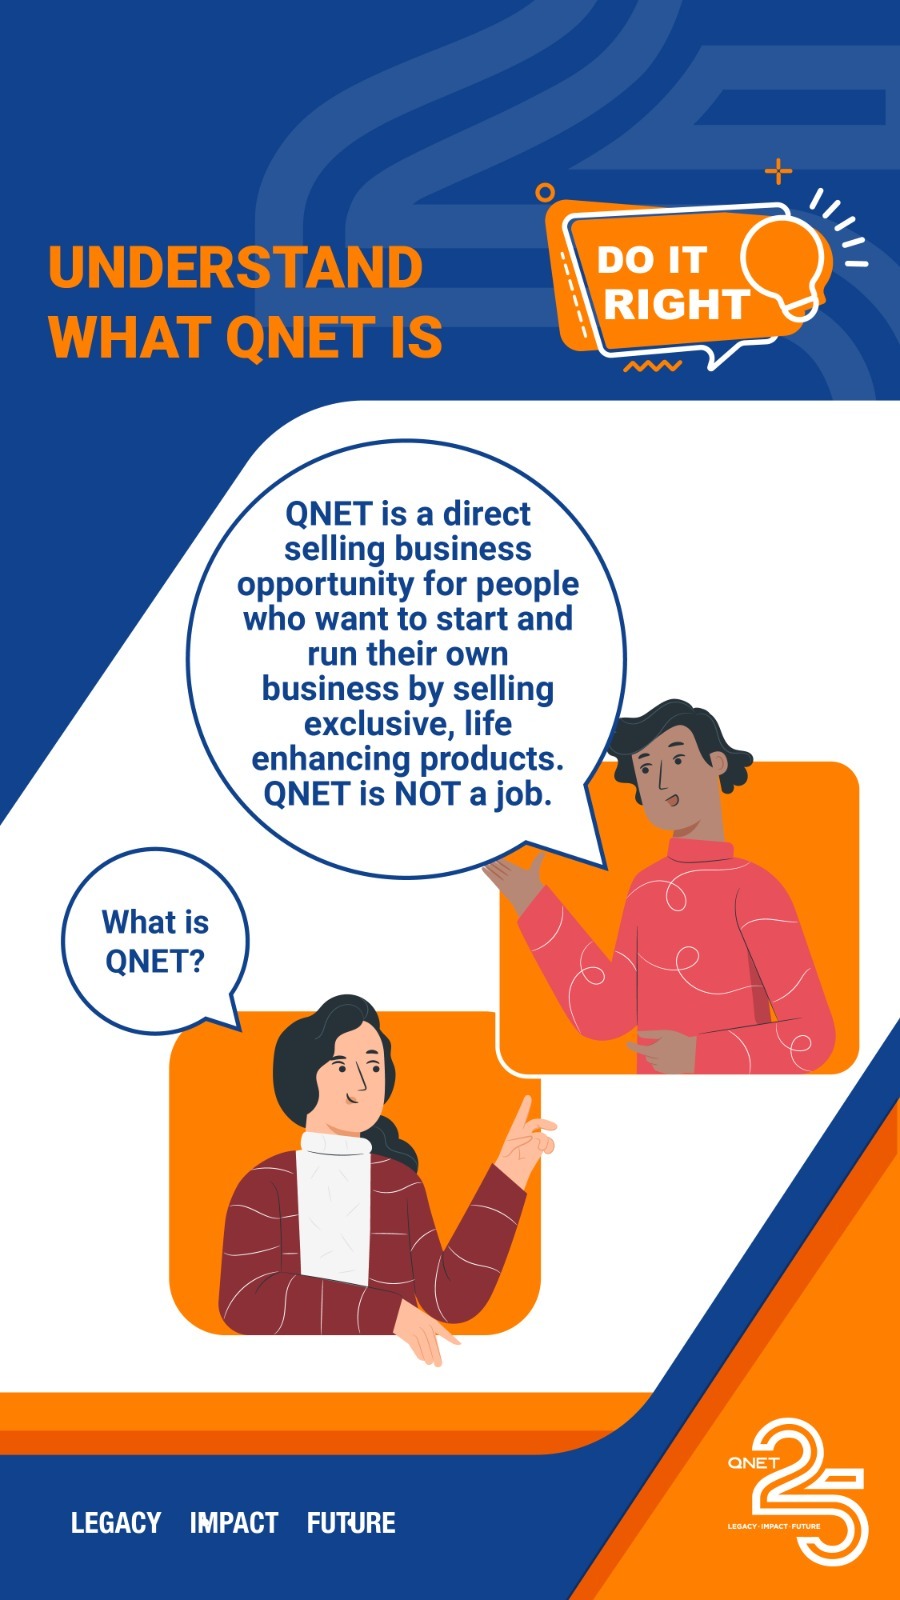 UNDERSTAND
WHAT QNET IS
DO IT
RIGHT
QNET is a direct
selling business
opportunity for people
who want to start and
run their own
business by selling
exclusive, life
enhancing products.
QNET is NOT a job.
What is
QNET?
LEGACY IMPACT FUTURE
QNET
25
LEGACY · IMPACT · FUTURE